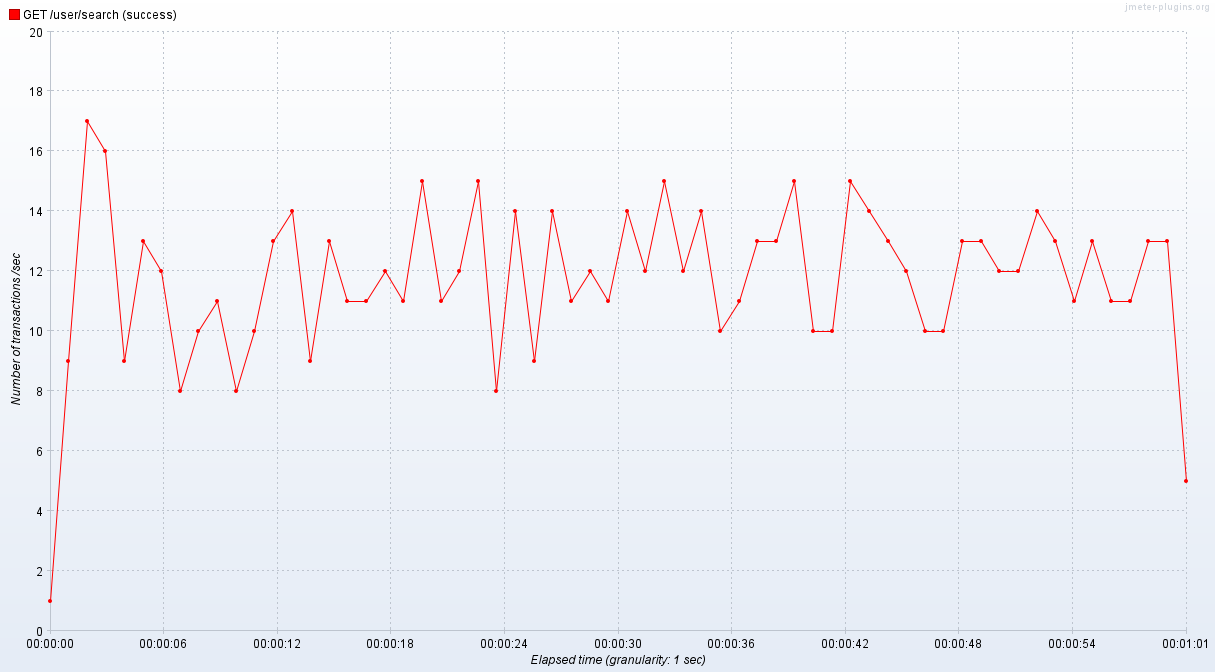 jmeter-plugins.org
GET /user/search (success)
20
18
16
14
12
10
8
6
4
2
0
Number of transactions /sec
00:00:00 00:00:06 00:00:12 00:00:18 00:00:24 00:00:30 00:00:36 00:00:42 00:00:48 00:00:54 00:01:01
Elapsed time (granularity: 1 sec)